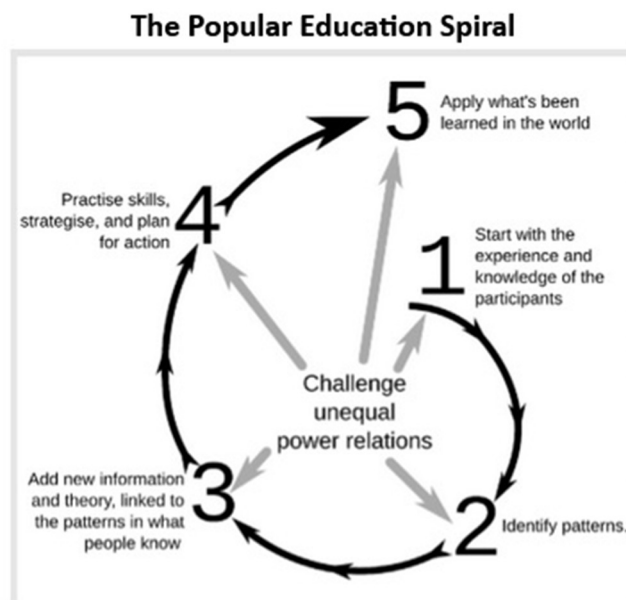 The Popular Education Spiral
5
Apply what's been
learned in the world
4
Practise skills,
strategise, and plan
for action
1
Start with the
experience and
knowledge of the
participants
Challenge
unequal
power relations
3
Add new information
and theory, linked to
the patterns in what
people know
2
Identify patterns.